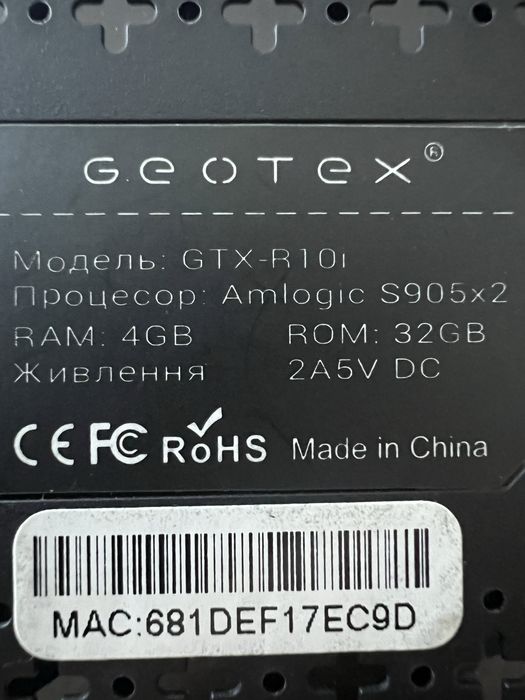 GEOTEX®
Модель: GTX-R10i
Процесор: Amlogic S905x2
RAM: 4GB ROM: 32GB
Живлення 2A5V DC
CE FC RoHS Made in China
MAC:681DEF17EC9D